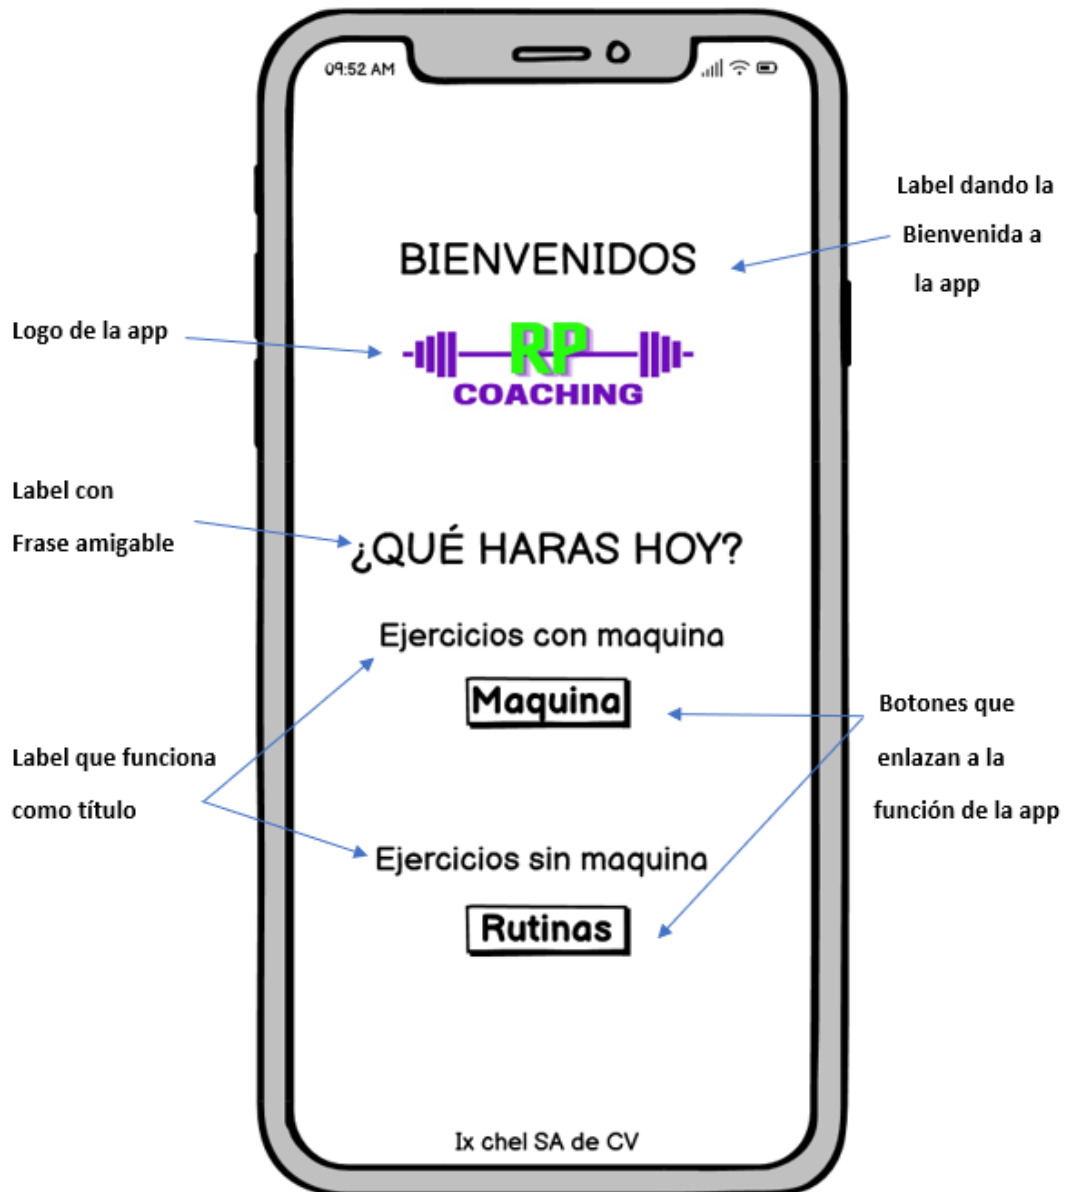 09:52 AM
Label dando la
Bienvenida a
la app
BIENVENIDOS
Logo de la app
RP
COACHING
Label con
Frase amigable
¿QUÉ HARAS HOY?
Ejercicios con maquina
Maquina
Botones que
enlazan a la
función de la app
Label que funciona
como título
Ejercicios sin maquina
Rutinas
Ix chel SA de CV